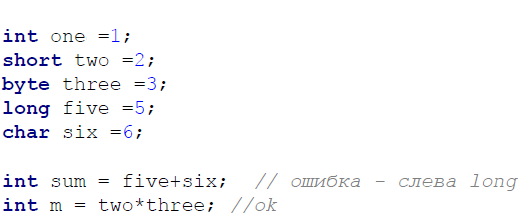 int one =1;
short two =2;
byte three =3;
long five =5;
char six =6;
int sum = five+six; // ошибка - слева long
int m = two*three; //ok